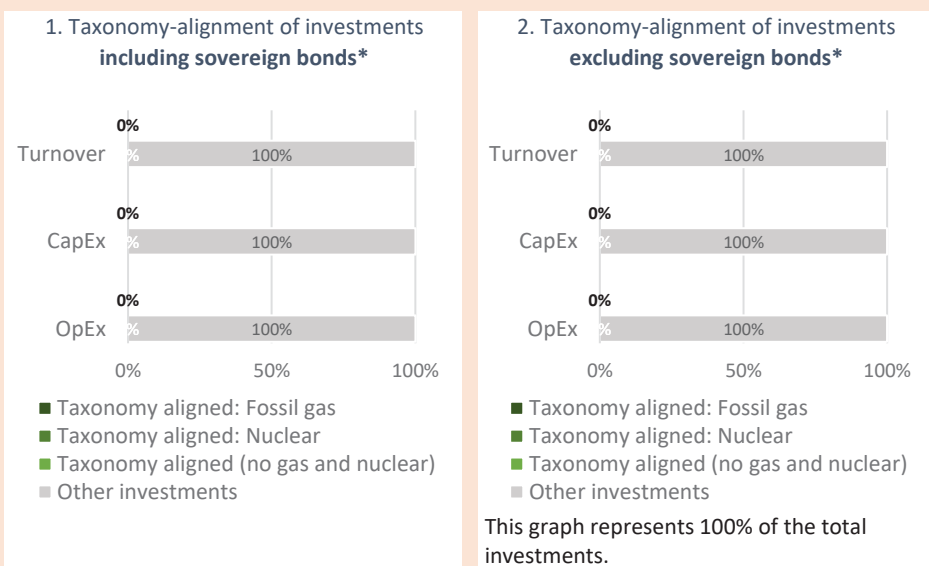 1. Taxonomy-alignment of investments
including sovereign bonds*
0%
Turnover % 100%
0%
CapEx % 100%
0%
OpEx % 100%
0% 50% 100%
Taxonomy aligned: Fossil gas
Taxonomy aligned: Nuclear
Taxonomy aligned (no gas and nuclear)
Other investments
2. Taxonomy-alignment of investments
excluding sovereign bonds*
0%
Turnover % 100%
0%
CapEx % 100%
0%
OpEx % 100%
0% 50% 100%
Taxonomy aligned: Fossil gas
Taxonomy aligned: Nuclear
Taxonomy aligned (no gas and nuclear)
Other investments
This graph represents 100% of the total
investments.